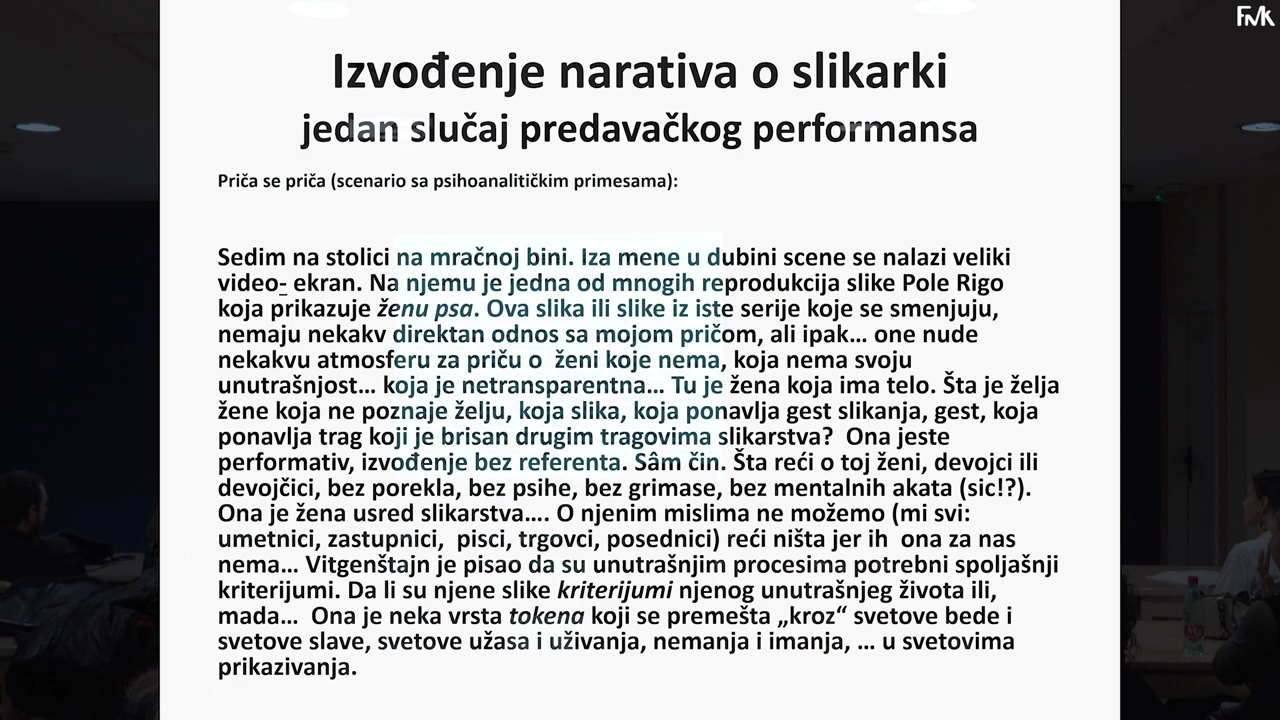 FMK
Izvođenje narativa o slikarki
jedan slučaj predavačkog performansa
Priča se priča (scenario sa psihoanalitičkim primesama):
Sedim na stolici na mračnoj bini. Iza mene u dubini scene se nalazi veliki
video- ekran. Na njemu je jedna od mnogih reprodukcija slike Pole Rigo
koja prikazuje ženu psa. Ova slika ili slike iz iste serije koje se smenjuju,
nemaju nekakv direktan odnos sa mojom pričom, ali ipak... one nude
nekakvu atmosferu za priču o  ženi koje nema, koja nema svoju
unutrašnjost... koja je netransparentna... Tu je žena koja ima telo. Šta je želja
žene koja ne poznaje želju, koja slika, koja ponavlja gest slikanja, gest, koja
ponavlja trag koji je brisan drugim tragovima slikarstva?  Ona jeste
performativ, izvođenje bez referenta. Sâm čin. Šta reći o toj ženi, devojci ili
devojčici, bez porekla, bez psihe, bez grimase, bez mentalnih akata (sic!?).
Ona je žena usred slikarstva.... O njenim mislima ne možemo (mi svi:
umetnici, zastupnici,  pisci, trgovci, posednici) reći ništa jer ih  ona za nas
nema... Vitgenštajn je pisao da su unutrašnjim procesima potrebni spoljašnji
kriterijumi. Da li su njene slike kriterijumi njenog unutrašnjeg života ili,
mada...  Ona je neka vrsta tokena koji se premešta „kroz“ svetove bede i
svetove slave, svetove užasa i uživanja, nemanja i imanja, ... u svetovima
prikazivanja.